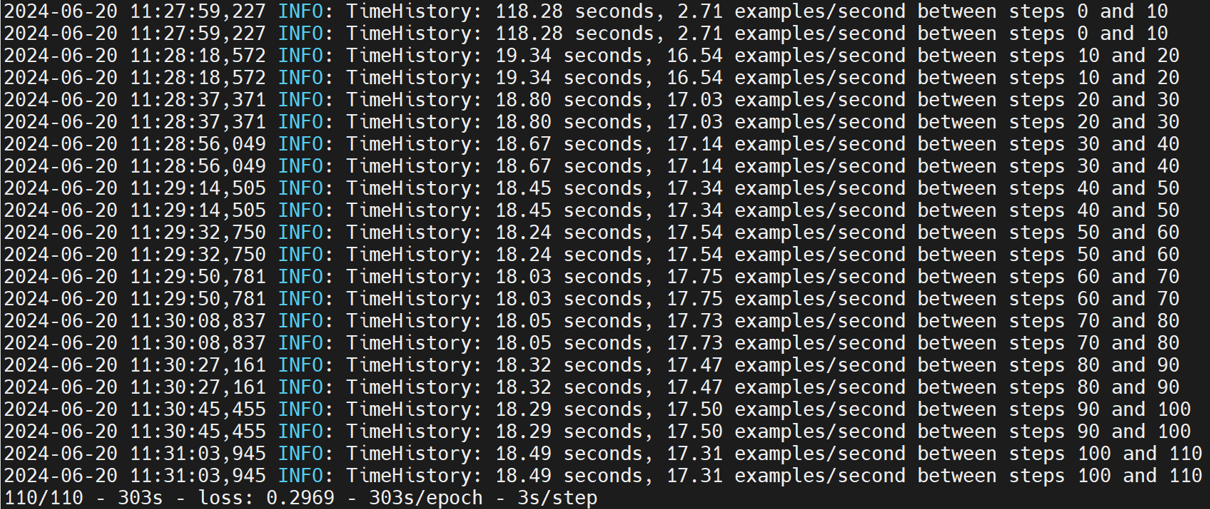 2024-06-20 11:27:59,227 INFO: TimeHistory: 118.28 seconds, 2.71 examples/second between steps 0 and 10
2024-06-20 11:27:59,227 INFO: TimeHistory: 118.28 seconds, 2.71 examples/second between steps 0 and 10
2024-06-20 11:28:18,572 INFO: TimeHistory: 19.34 seconds, 16.54 examples/second between steps 10 and 20
2024-06-20 11:28:18,572 INFO: TimeHistory: 19.34 seconds, 16.54 examples/second between steps 10 and 20
2024-06-20 11:28:37,371 INFO: TimeHistory: 18.80 seconds, 17.03 examples/second between steps 20 and 30
2024-06-20 11:28:37,371 INFO: TimeHistory: 18.80 seconds, 17.03 examples/second between steps 20 and 30
2024-06-20 11:28:56,049 INFO: TimeHistory: 18.67 seconds, 17.14 examples/second between steps 30 and 40
2024-06-20 11:28:56,049 INFO: TimeHistory: 18.67 seconds, 17.14 examples/second between steps 30 and 40
2024-06-20 11:29:14,505 INFO: TimeHistory: 18.45 seconds, 17.34 examples/second between steps 40 and 50
2024-06-20 11:29:14,505 INFO: TimeHistory: 18.45 seconds, 17.34 examples/second between steps 40 and 50
2024-06-20 11:29:32,750 INFO: TimeHistory: 18.24 seconds, 17.54 examples/second between steps 50 and 60
2024-06-20 11:29:32,750 INFO: TimeHistory: 18.24 seconds, 17.54 examples/second between steps 50 and 60
2024-06-20 11:29:50,781 INFO: TimeHistory: 18.03 seconds, 17.75 examples/second between steps 60 and 70
2024-06-20 11:29:50,781 INFO: TimeHistory: 18.03 seconds, 17.75 examples/second between steps 60 and 70
2024-06-20 11:30:08,837 INFO: TimeHistory: 18.05 seconds, 17.73 examples/second between steps 70 and 80
2024-06-20 11:30:08,837 INFO: TimeHistory: 18.05 seconds, 17.73 examples/second between steps 70 and 80
2024-06-20 11:30:27,161 INFO: TimeHistory: 18.32 seconds, 17.47 examples/second between steps 80 and 90
2024-06-20 11:30:27,161 INFO: TimeHistory: 18.32 seconds, 17.47 examples/second between steps 80 and 90
2024-06-20 11:30:45,455 INFO: TimeHistory: 18.29 seconds, 17.50 examples/second between steps 90 and 100
2024-06-20 11:30:45,455 INFO: TimeHistory: 18.29 seconds, 17.50 examples/second between steps 90 and 100
2024-06-20 11:31:03,945 INFO: TimeHistory: 18.49 seconds, 17.31 examples/second between steps 100 and 110
2024-06-20 11:31:03,945 INFO: TimeHistory: 18.49 seconds, 17.31 examples/second between steps 100 and 110
110/110 - 303s - loss: 0.2969 - 303s/epoch - 3s/step